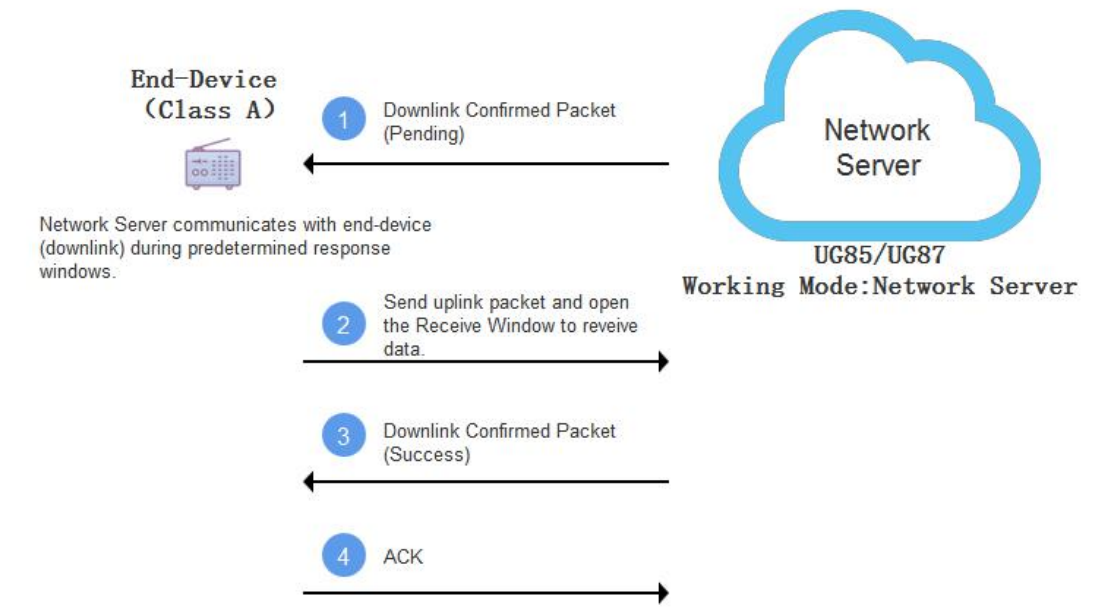 End-Device
(Class A)
1
Downlink Confirmed Packet
(Pending)
Network
Server
Network Server communicates with end-device
(downlink) during predetermined response
windows.
UG85/UG87
Working Mode:Network Server
2
Send uplink packet and open
the Receive Window to reveive
data.
3
Downlink Confirmed Packet
(Success)
4
ACK